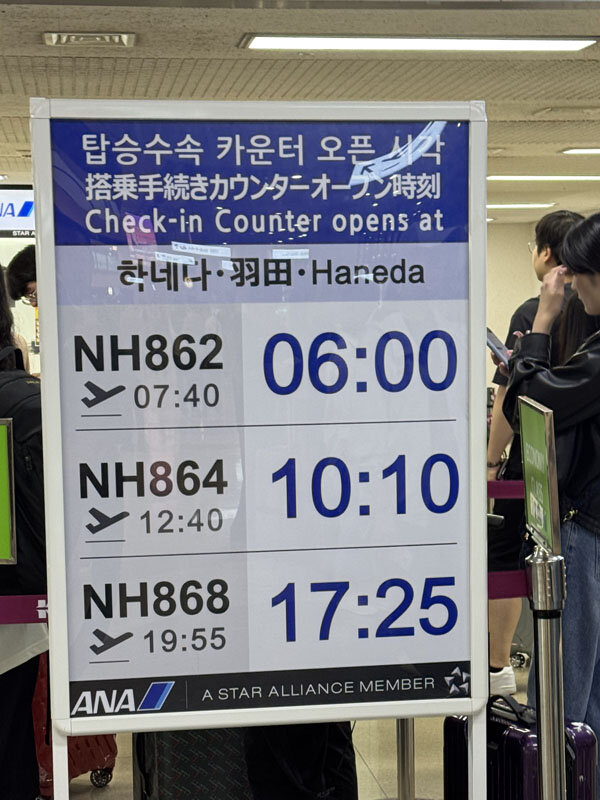 탑승수속 카운터 오픈 시각
搭乗手続きカウンターオープン時刻
Check-in Counter opens at
하네다・羽田・Haneda
NH862 06:00
07:40
NH864 10:10
12:40
NH868 17:25
19:55
ANA A STAR ALLIANCE MEMBER